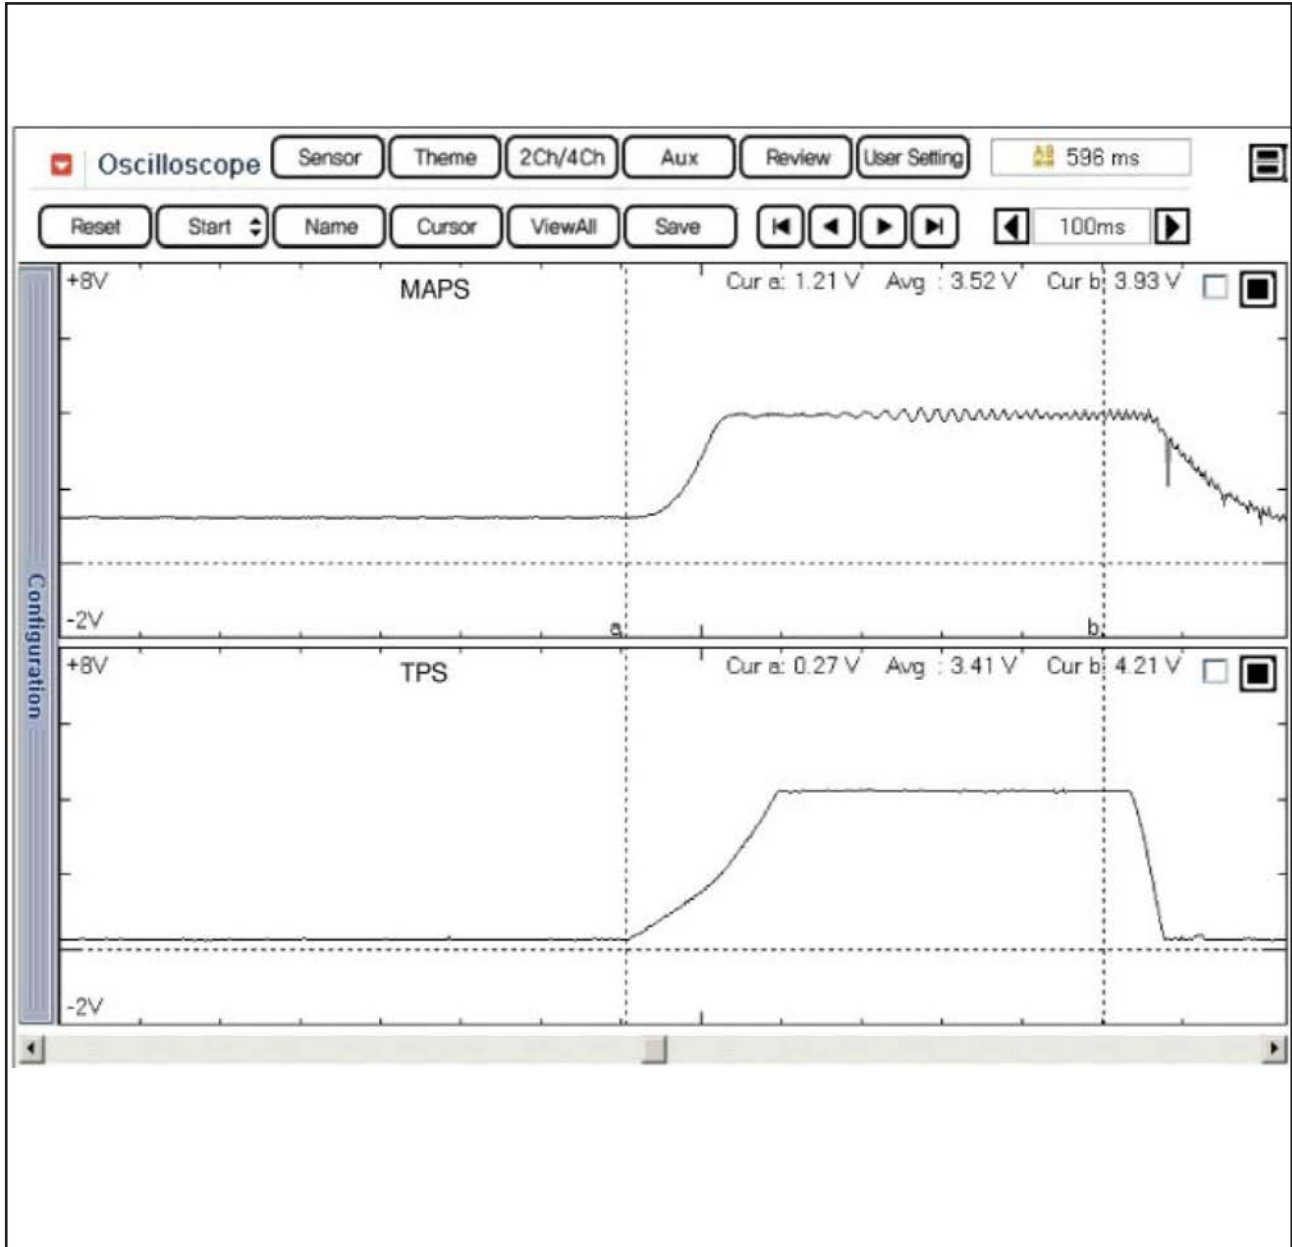 Oscilloscope Sensor Theme 2Ch/4Ch Aux Review User Setting 596 ms
Reset Start Name Cursor ViewAll Save 100ms
+8V MAPS Cur a: 1.21 V Avg : 3.52 V Cur b: 3.93 V
Configuration
-2V a b
+8V TPS Cur a: 0.27 V Avg : 3.41 V Cur b: 4.21 V
-2V